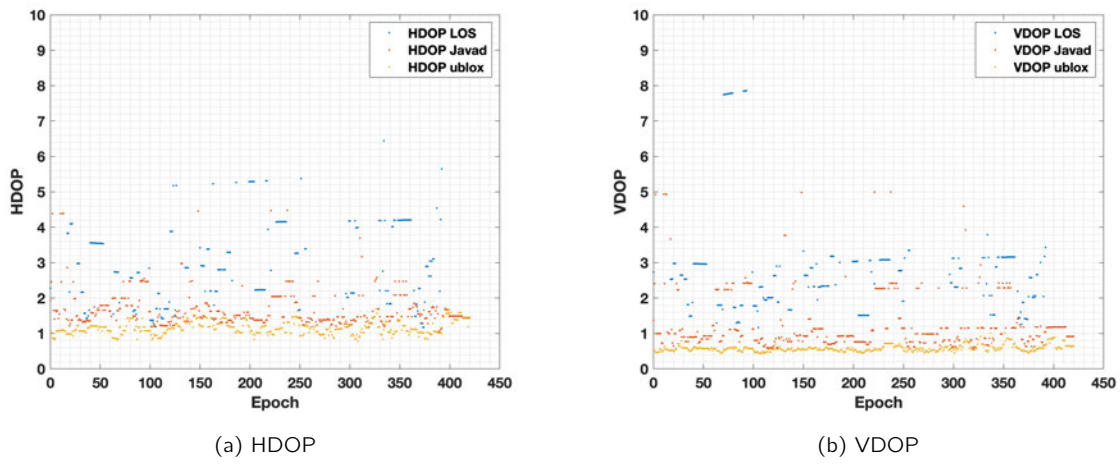 10
9
8
7
6
5
4
3
2
1
0
HDOP
0 50 100 150 200 250 300 350 400 450
Epoch
HDOP LOS
HDOP Javad
HDOP ublox
(a) HDOP
10
9
8
7
6
5
4
3
2
1
0
VDOP
0 50 100 150 200 250 300 350 400 450
Epoch
VDOP LOS
VDOP Javad
VDOP ublox
(b) VDOP